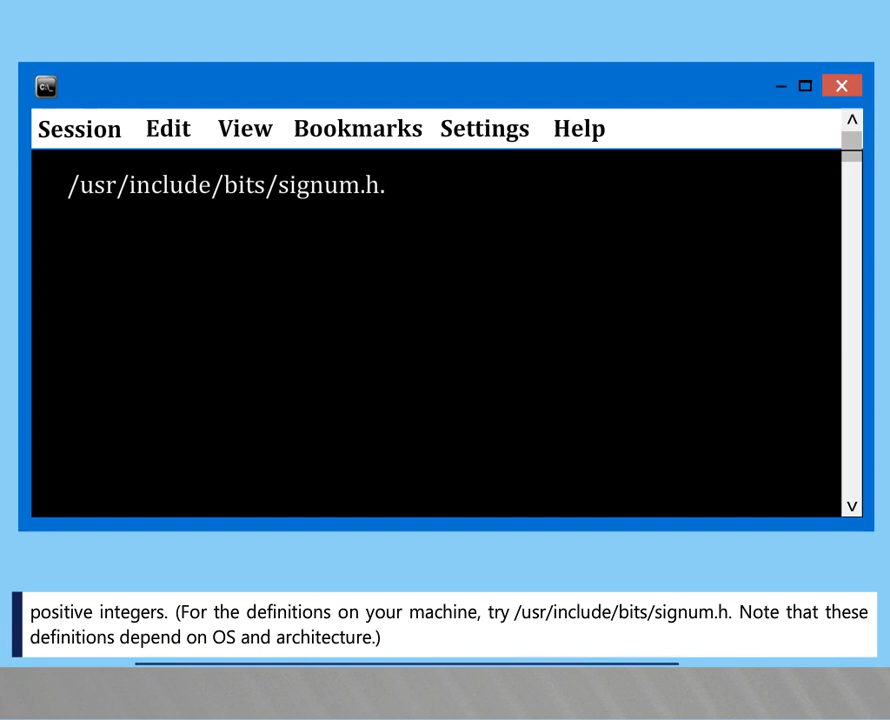 C:\_
Session Edit View Bookmarks Settings Help
/usr/include/bits/signum.h.
positive integers. (For the definitions on your machine, try /usr/include/bits/signum.h. Note that these
definitions depend on OS and architecture.)